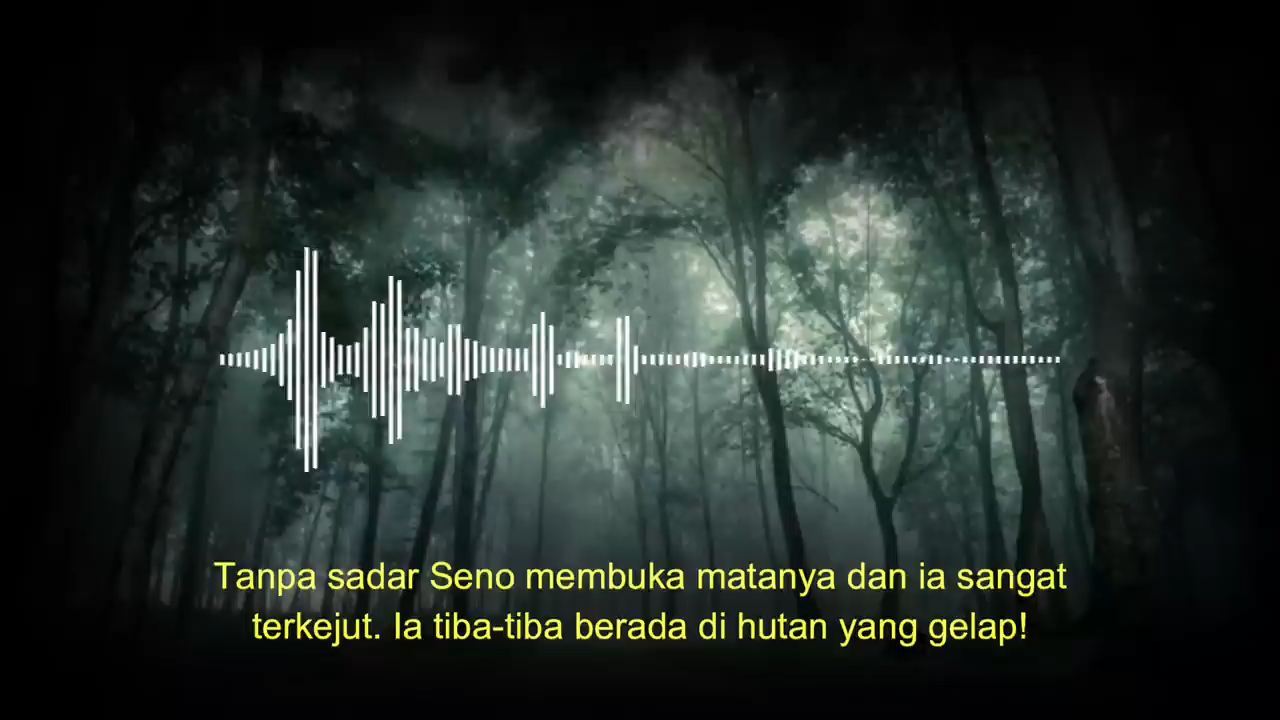 Tanpa sadar Seno membuka matanya dan ia sangat
terkejut. Ia tiba-tiba berada di hutan yang gelap!